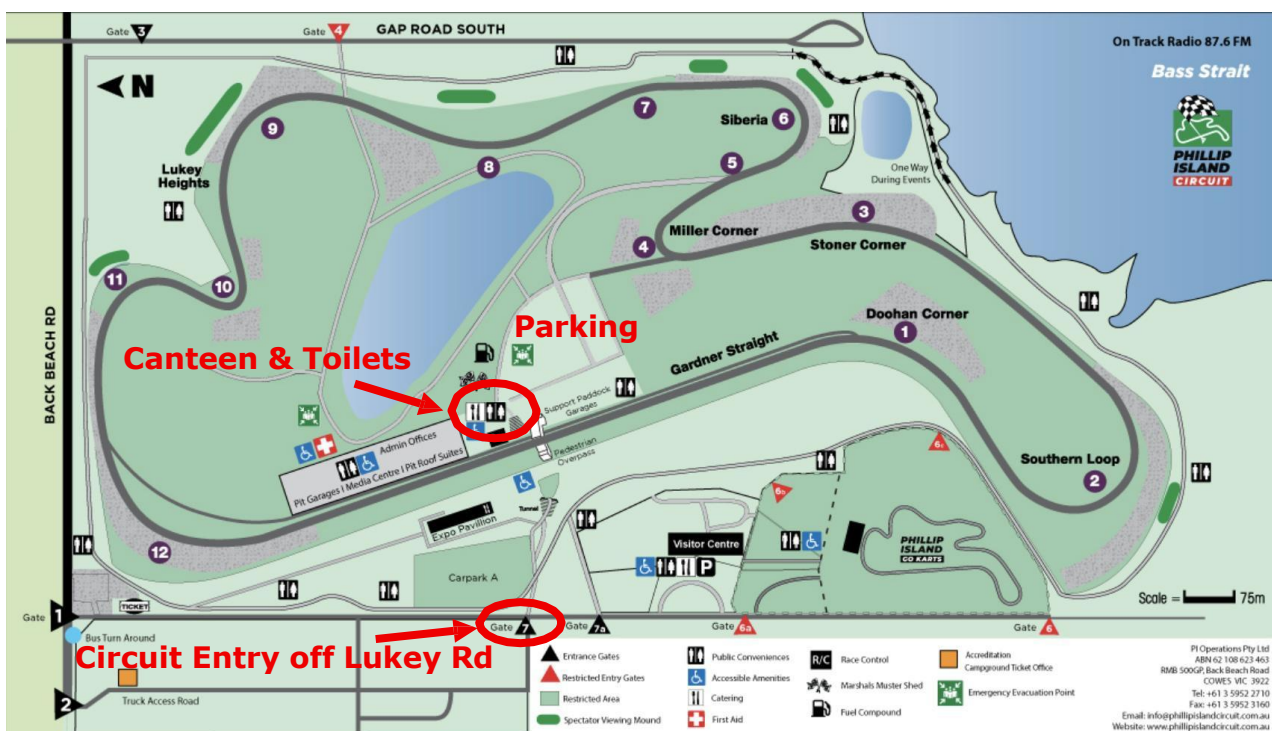 Gate 3
Gate 4
GAP ROAD SOUTH
On Track Radio 87.6 FM
Bass Strait
N
PHILLIP
ISLAND
CIRCUIT
9
7
Siberia 6
8
5
Lukey
Heights
One Way
During Events
3
Miller Corner
Stoner Corner
4
11
10
Doohan Corner
1
Parking
Canteen & Toilets
Gardner Straight
BACK BEACH RD
Support Paddock
Garages
Admin Offices
Pit Garages I Media Centre I Pit Roof Suites
Pedestrian
Overpass
6c
Southern Loop
2
6b
Tunnel
Expo Pavillion
12
Visitor Centre
P
PHILLIP
ISLAND
GO KARTS
Carpark A
Scale = 75m
TICKET
Gate 1
Gate 7
Gate 7a
Gate 6a
Gate 6
Bus Turn Around
Circuit Entry off Lukey Rd
Truck Access Road
2
Entrance Gates
Restricted Entry Gates
Restricted Area
Spectator Viewing Mound
Public Conveniences
Accessible Amenities
Catering
First Aid
R/C Race Control
Marshals Muster Shed
Fuel Compound
Accreditation
Campground Ticket Office
Emergency Evacuation Point
PI Operations Pty Ltd
ABN 62 108 623 463
RMB 500GP, Back Beach Road
COWES VIC 3922
Tel: +61 3 5952 2710
Fax: +61 3 5952 3160
Email: info@phillipislandcircuit.com.au
Website: www.phillipislandcircuit.com.au